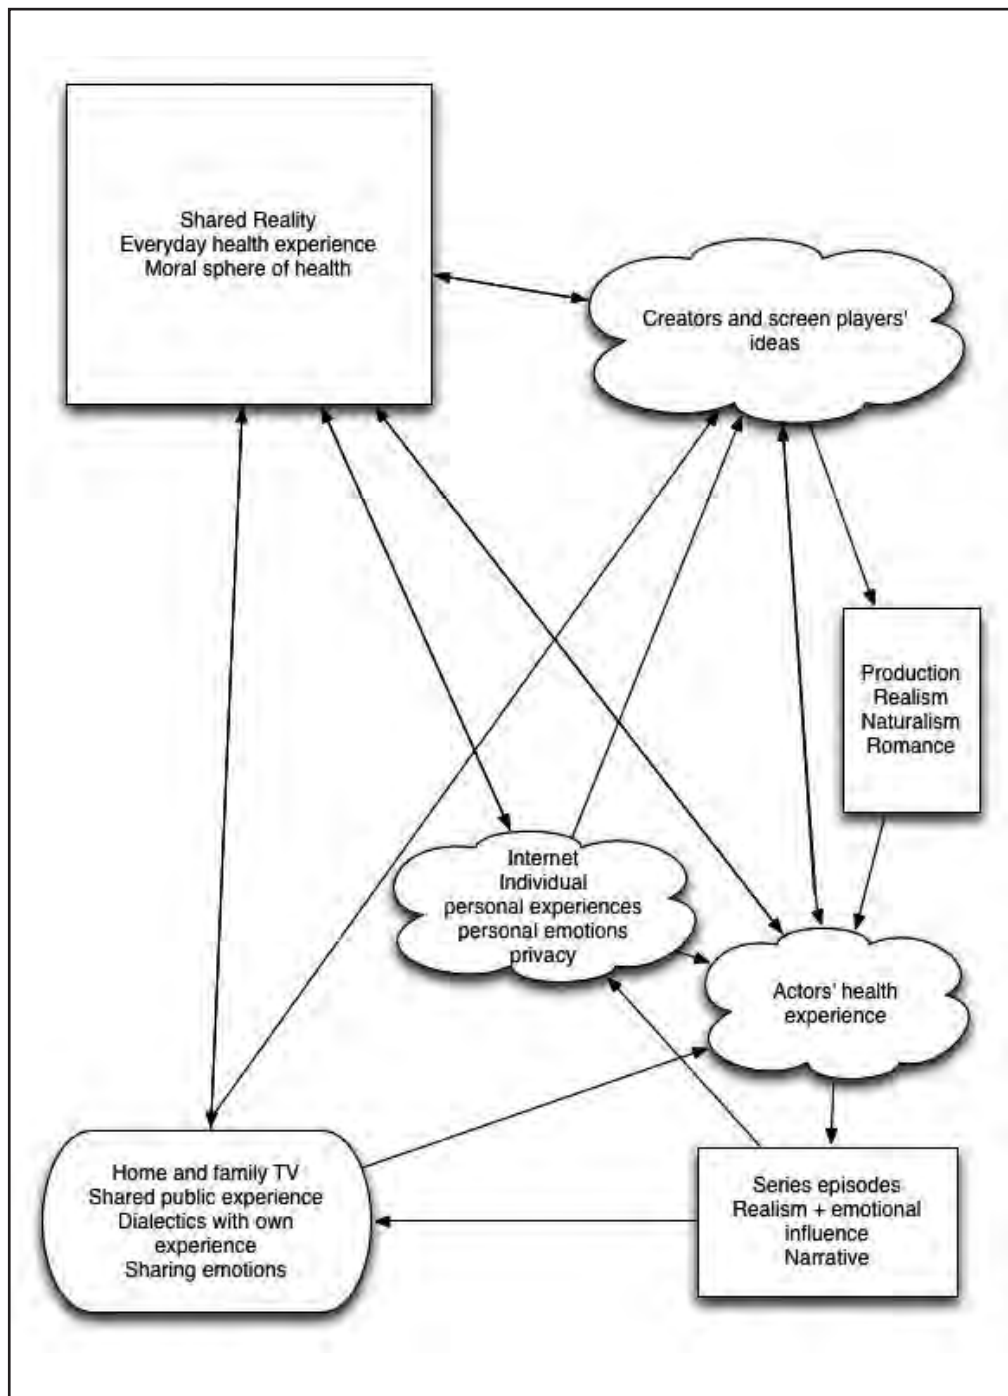 Shared Reality
Everyday health experience
Moral sphere of health
Creators and screen players'
ideas
Production
Realism
Naturalism
Romance
Internet
Individual
personal experiences
personal emotions
privacy
Actors' health
experience
Home and family TV
Shared public experience
Dialectics with own
experience
Sharing emotions
Series episodes
Realism + emotional
influence
Narrative